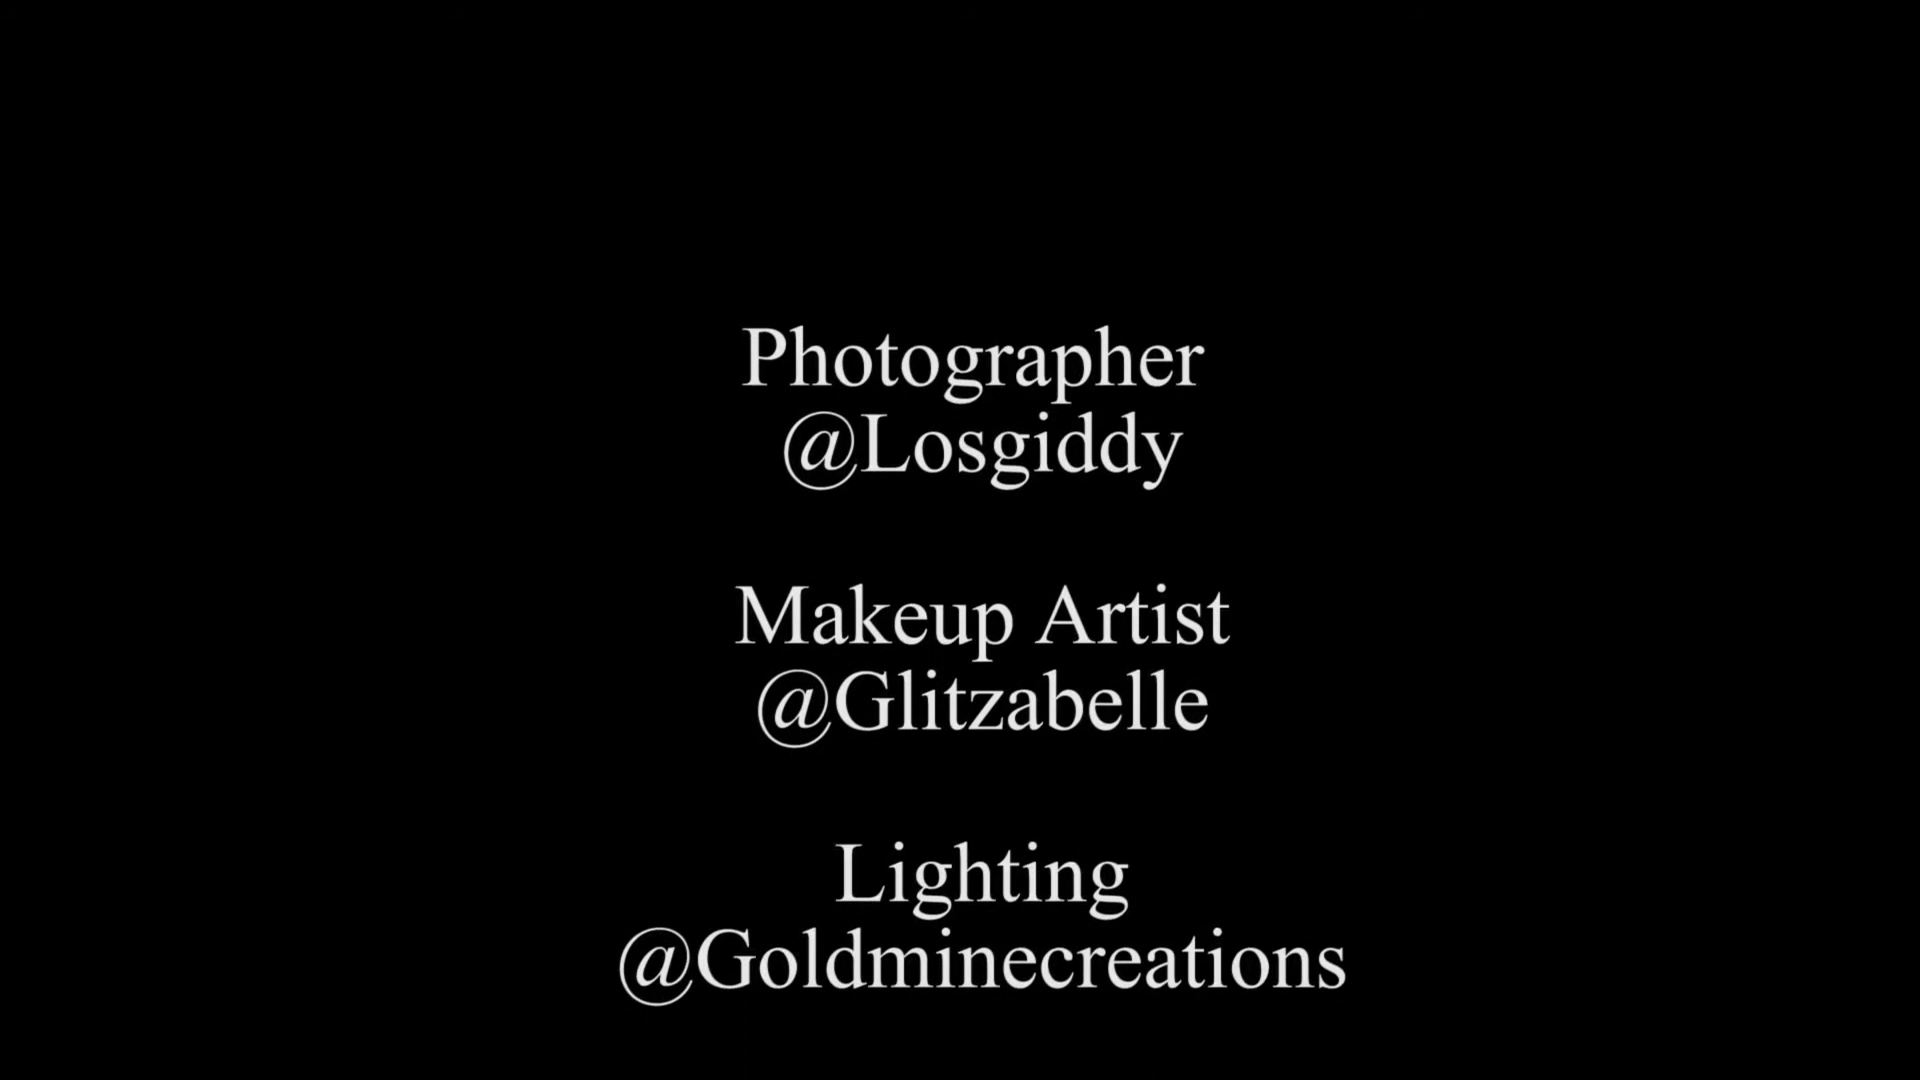 Photographer
@Losgiddy
Makeup Artist
@Glitzabelle
Lighting
@Goldminecreations